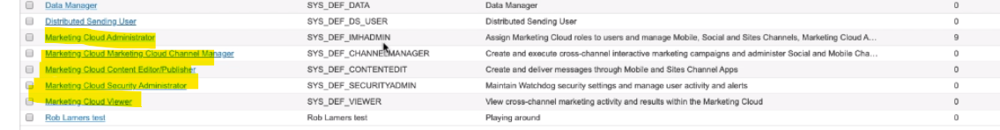 Data Manager SYS_DEF_DATA Data Manager 0
Distributed Sending User SYS_DEF_DS_USER Distributed Sending User 0
Marketing Cloud Administrator SYS_DEF_IMHADMIN Assign Marketing Cloud roles to users and manage Mobile, Social and Sites Channels, Marketing Cloud A... 9
Marketing Cloud Marketing Cloud Channel Manager SYS_DEF_CHANNELMANAGER Create and execute cross-channel interactive marketing campaigns and administer Social and Mobile Cha... 0
Marketing Cloud Content Editor/Publisher SYS_DEF_CONTENTEDIT Create and deliver messages through Mobile and Sites Channel Apps 0
Marketing Cloud Security Administrator SYS_DEF_SECURITYADMIN Maintain Watchdog security settings and manage user activity and alerts 0
Marketing Cloud Viewer SYS_DEF_VIEWER View cross-channel marketing activity and results within the Marketing Cloud 0
Rob Lamers test Rob Lamers test Playing around 0